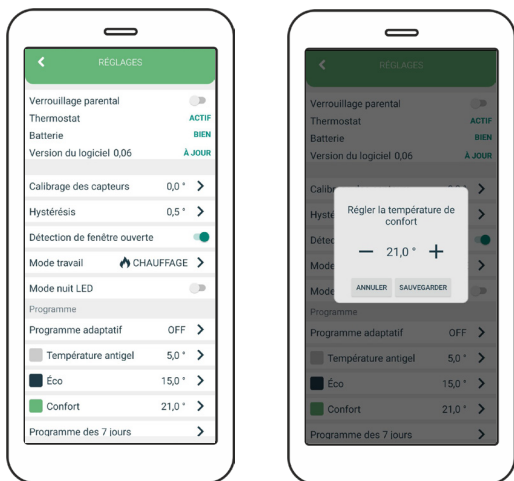 RÉGLAGES
Verrouillage parental
Thermostat ACTIF
Batterie BIEN
Version du logiciel 0,06 À JOUR
Calibrage des capteurs 0,0 °
Hystérésis 0,5 °
Détection de fenêtre ouverte
Mode travail CHAUFFAGE
Mode nuit LED
Programme
Programme adaptatif OFF
Température antigel 5,0 °
Éco 15,0 °
Confort 21,0 °
Programme des 7 jours
RÉGLAGES
Verrouillage parental
Thermostat ACTIF
Batterie BIEN
Version du logiciel 0,06 À JOUR
Régler la température de
confort
21,0 °
ANNULER SAUVEGARDER
Mode
Programme
Programme adaptatif OFF
Température antigel 5,0 °
Éco 15,0 °
Confort 21,0 °
Programme des 7 jours